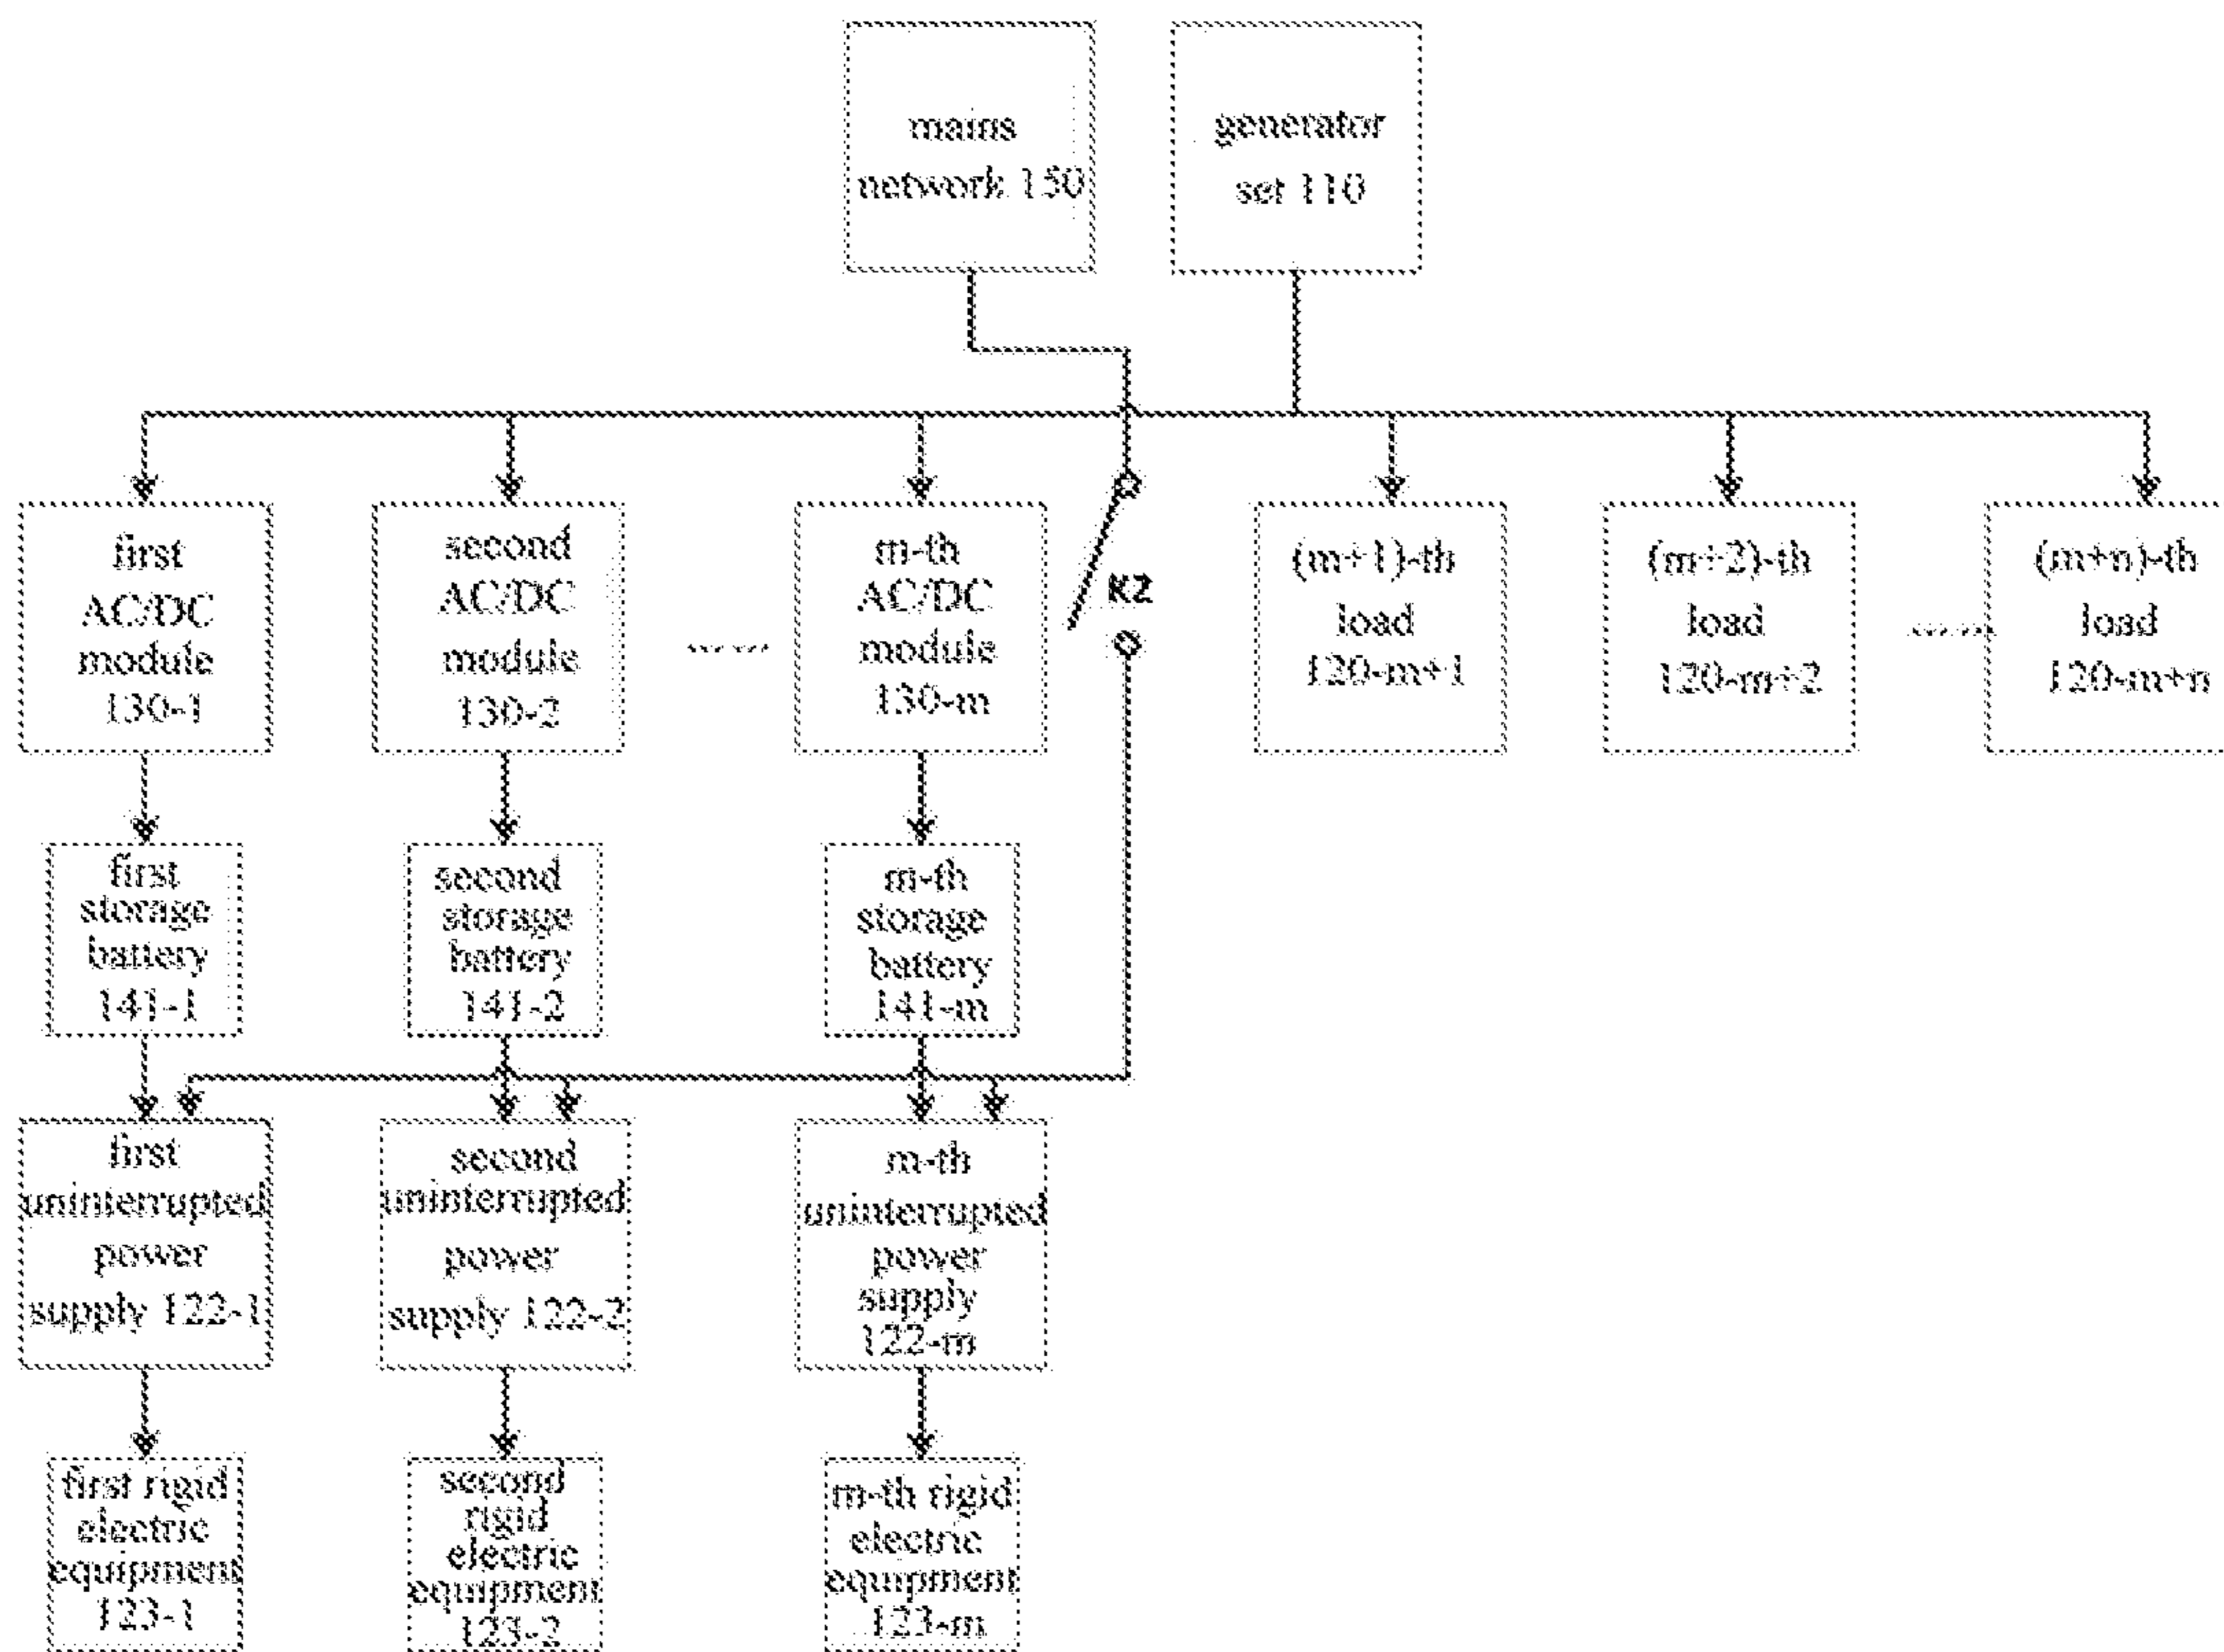 mains
network 150
generator
set 110
first
AC/DC
module
130-1
second
AC/DC
module
130-2
m-th
AC/DC
module
130-m
K2
(m+1)-th
load
120-m+1
(m+2)-th
load
120-m+2
(m+n)-th
load
120-m+n
first
storage
battery
141-1
second
storage
battery
141-2
m-th
storage
battery
141-m
first
uninterrupted
power
supply 122-1
second
uninterrupted
power
supply 122-2
m-th
uninterrupted
power
supply
122-m
first rigid
electric
equipment
123-1
second
rigid
electric
equipment
123-2
m-th rigid
electric
equipment
123-m